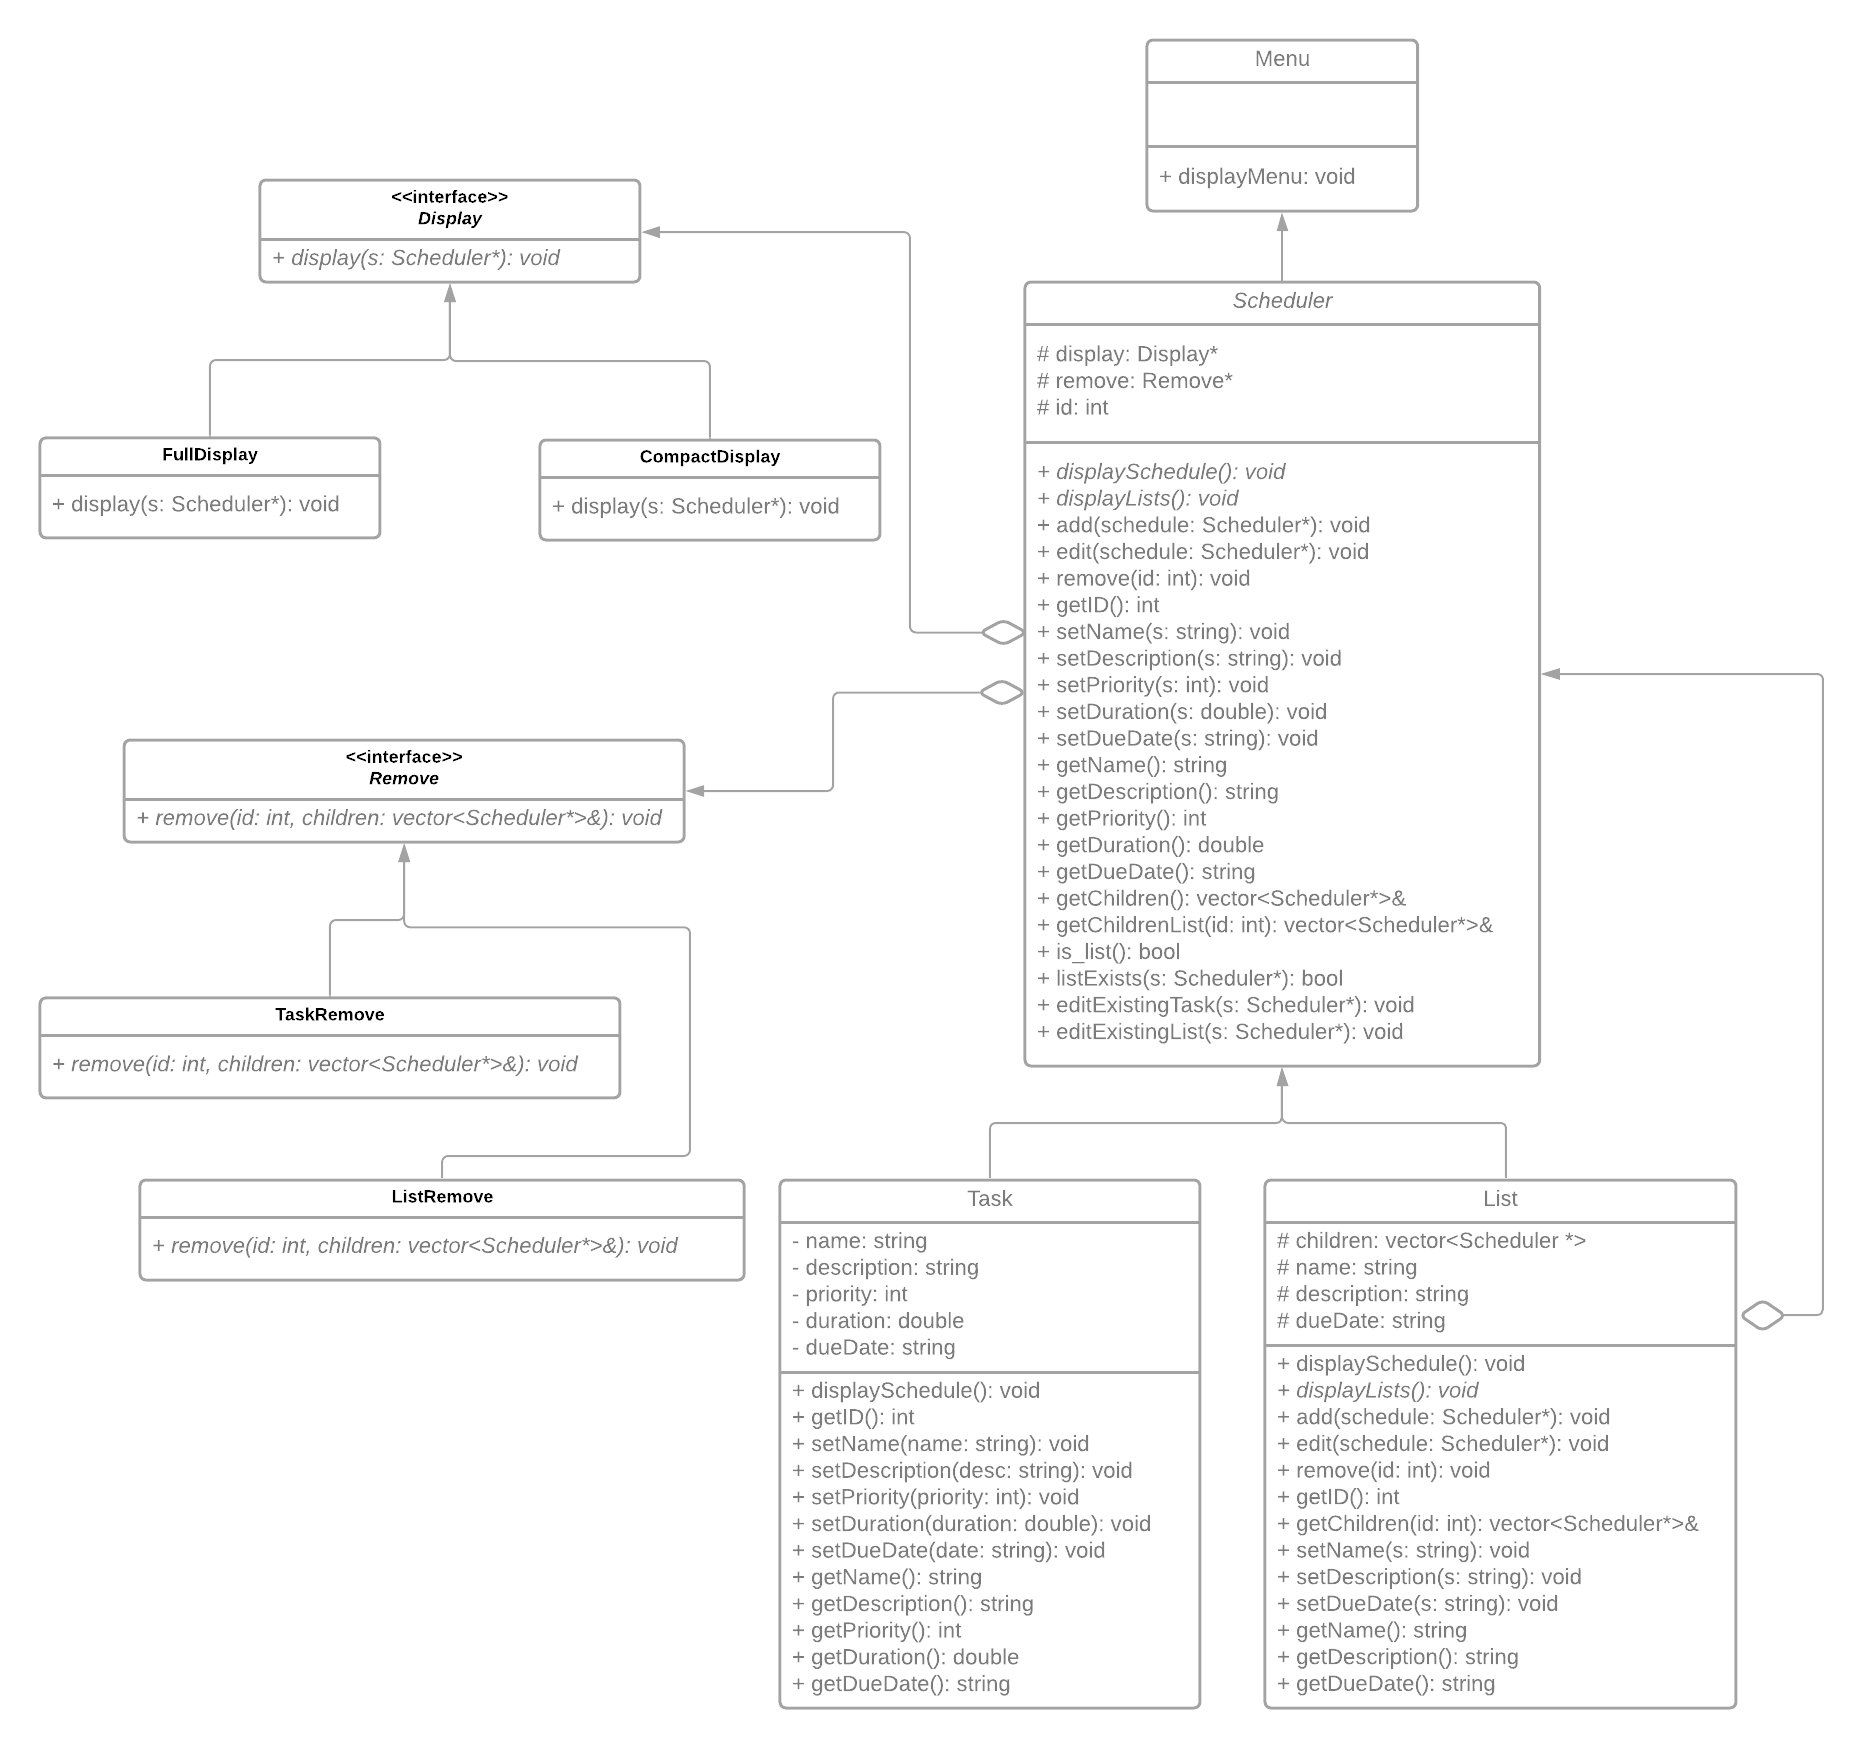 Menu
+ displayMenu: void
<<interface>>
Display
+ display(s: Scheduler*): void
FullDisplay
+ display(s: Scheduler*): void
CompactDisplay
+ display(s: Scheduler*): void
Scheduler
# display: Display*
# remove: Remove*
# id: int
+ displaySchedule(): void
+ displayLists(): void
+ add(schedule: Scheduler*): void
+ edit(schedule: Scheduler*): void
+ remove(id: int): void
+ getID(): int
+ setName(s: string): void
+ setDescription(s: string): void
+ setPriority(s: int): void
+ setDuration(s: double): void
+ setDueDate(s: string): void
+ getName(): string
+ getDescription(): string
+ getPriority(): int
+ getDuration(): double
+ getDueDate(): string
+ getChildren(): vector<Scheduler*>&
+ getChildrenList(id: int): vector<Scheduler*>&
+ is_list(): bool
+ listExists(s: Scheduler*): bool
+ editExistingTask(s: Scheduler*): void
+ editExistingList(s: Scheduler*): void
<<interface>>
Remove
+ remove(id: int, children: vector<Scheduler*>&): void
TaskRemove
+ remove(id: int, children: vector<Scheduler*>&): void
ListRemove
+ remove(id: int, children: vector<Scheduler*>&): void
Task
- name: string
- description: string
- priority: int
- duration: double
- dueDate: string
+ displaySchedule(): void
+ getID(): int
+ setName(name: string): void
+ setDescription(desc: string): void
+ setPriority(priority: int): void
+ setDuration(duration: double): void
+ setDueDate(date: string): void
+ getName(): string
+ getDescription(): string
+ getPriority(): int
+ getDuration(): double
+ getDueDate(): string
List
# children: vector<Scheduler *>
# name: string
# description: string
# dueDate: string
+ displaySchedule(): void
+ displayLists(): void
+ add(schedule: Scheduler*): void
+ edit(schedule: Scheduler*): void
+ remove(id: int): void
+ getID(): int
+ getChildren(id: int): vector<Scheduler*>&
+ setName(s: string): void
+ setDescription(s: string): void
+ setDueDate(s: string): void
+ getName(): string
+ getDescription(): string
+ getDueDate(): string